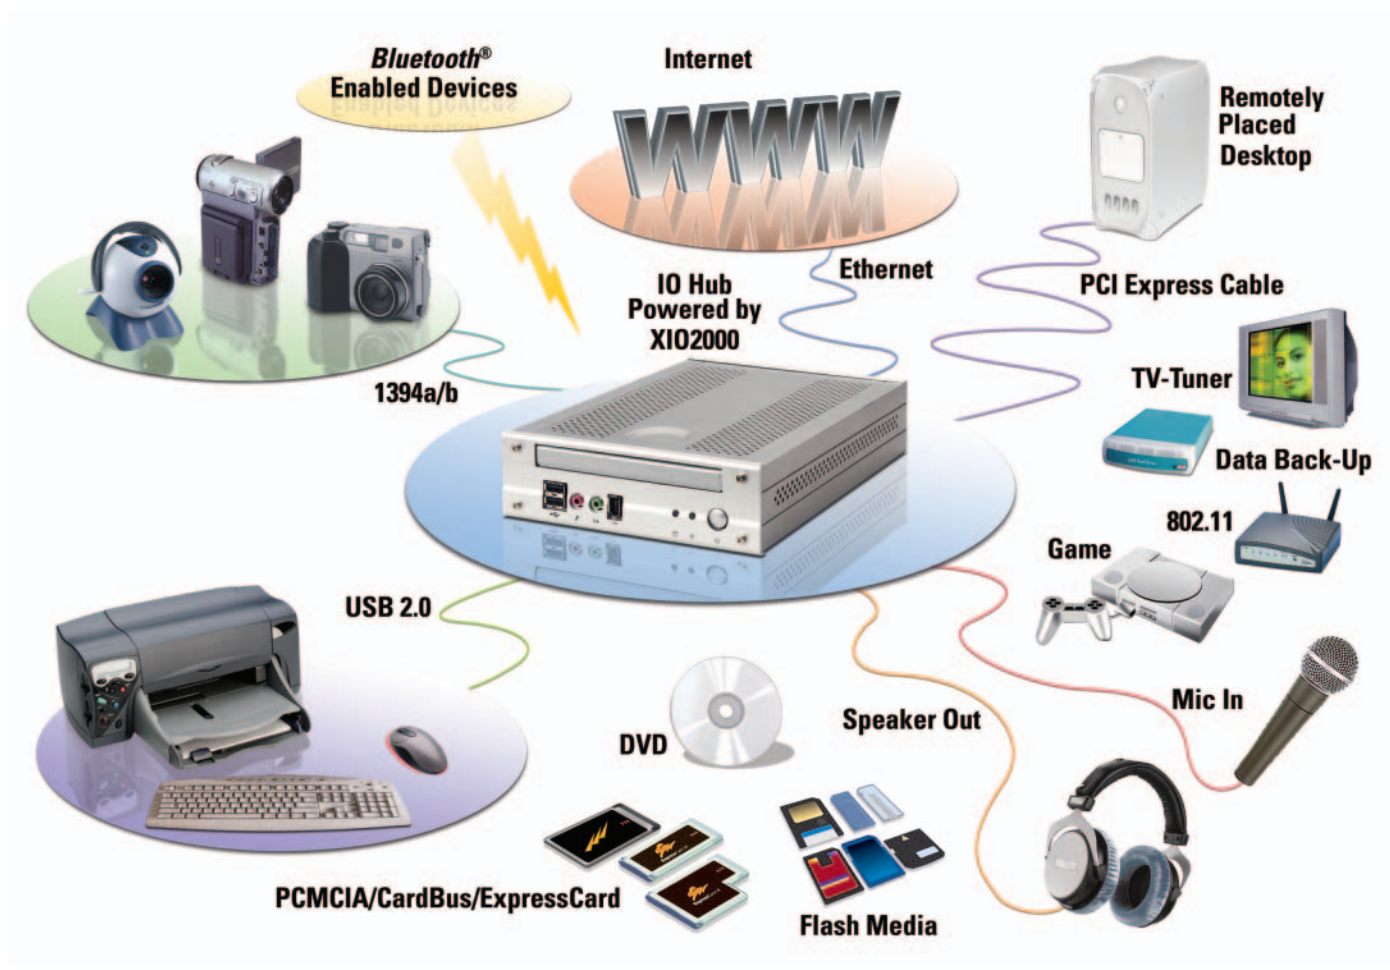 Bluetooth®
Enabled Devices
Internet
WWW
Remotely
Placed
Desktop
Ethernet
IO Hub
Powered by
XIO2000
PCI Express Cable
1394a/b
TV-Tuner
Data Back-Up
802.11
Game
USB 2.0
Mic In
Speaker Out
DVD
PCMCIA/CardBus/ExpressCard
Flash Media